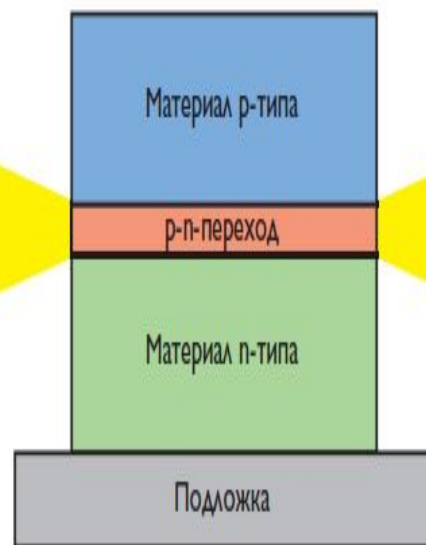 Материал p-типа
p-n-переход
Материал n-типа
Подложка